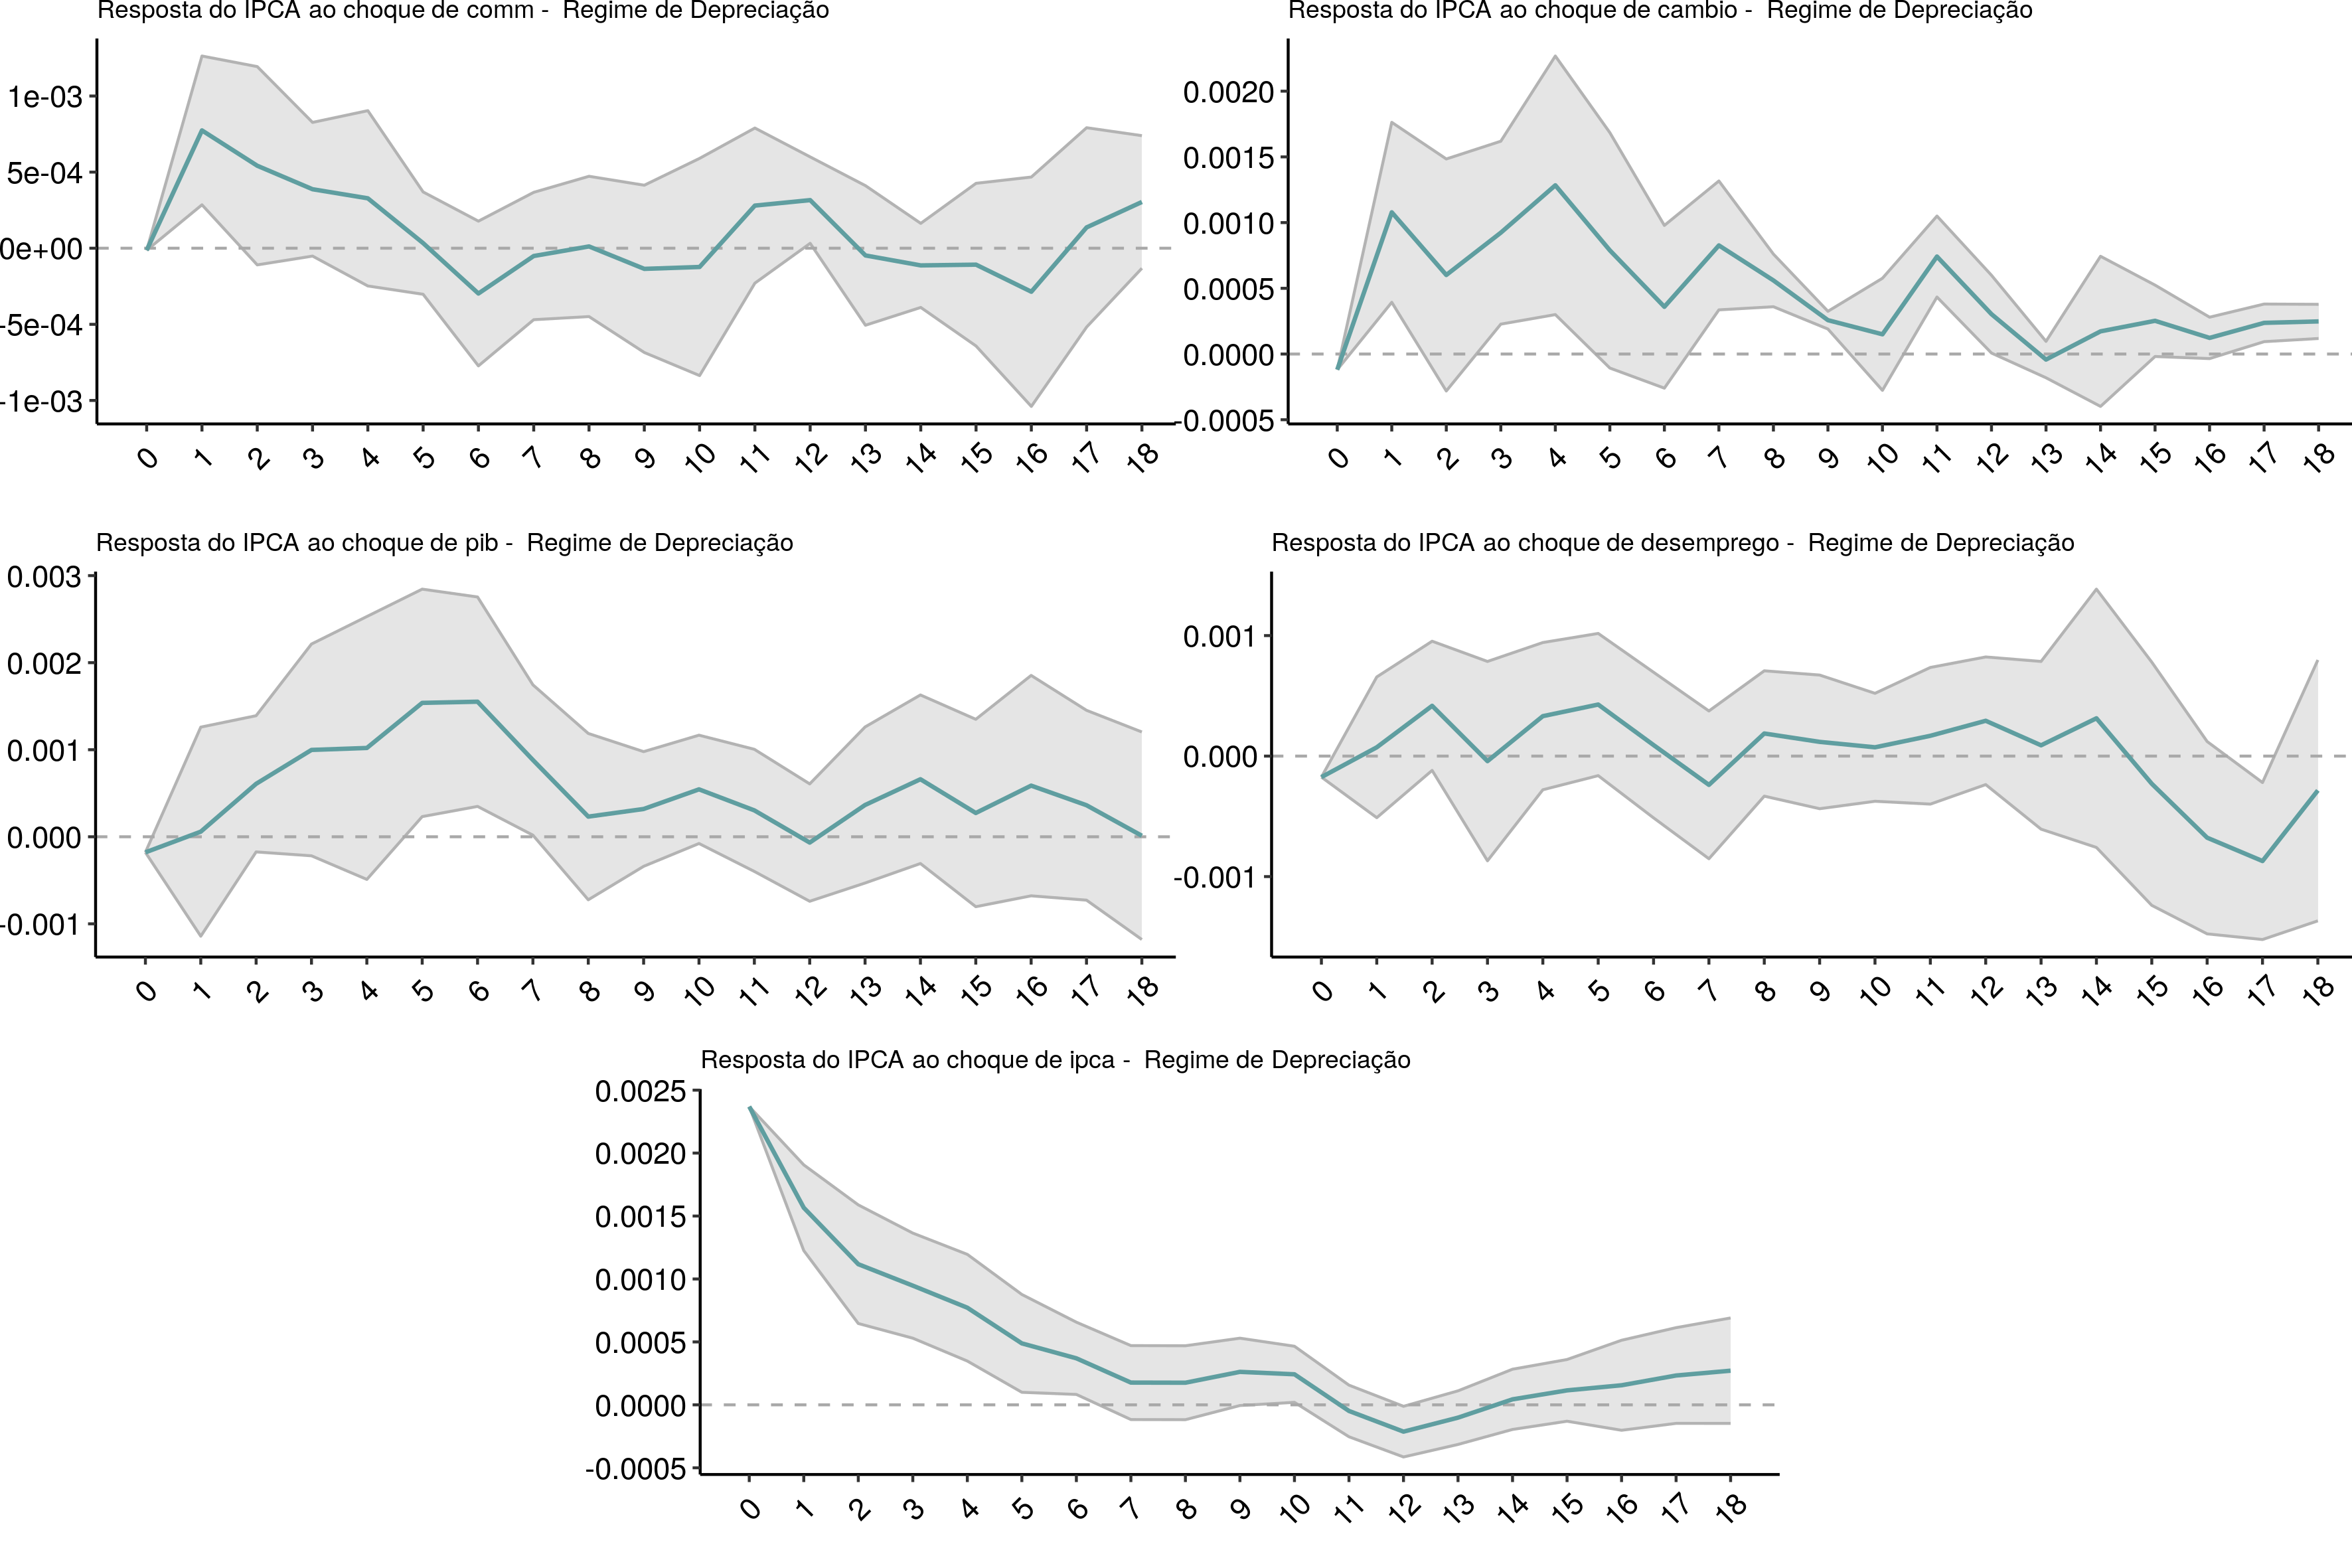 Resposta do IPCA ao choque de comm -  Regime de Depreciação
1e-03
5e-04
0e+00
-5e-04
-1e-03
0 1 2 3 4 5 6 7 8 9 10 11 12 13 14 15 16 17 18
Resposta do IPCA ao choque de cambio -  Regime de Depreciação
0.0020
0.0015
0.0010
0.0005
0.0000
-0.0005
0 1 2 3 4 5 6 7 8 9 10 11 12 13 14 15 16 17 18
Resposta do IPCA ao choque de pib -  Regime de Depreciação
0.003
0.002
0.001
0.000
-0.001
0 1 2 3 4 5 6 7 8 9 10 11 12 13 14 15 16 17 18
Resposta do IPCA ao choque de desemprego -  Regime de Depreciação
0.001
0.000
-0.001
0 1 2 3 4 5 6 7 8 9 10 11 12 13 14 15 16 17 18
Resposta do IPCA ao choque de ipca -  Regime de Depreciação
0.0025
0.0020
0.0015
0.0010
0.0005
0.0000
-0.0005
0 1 2 3 4 5 6 7 8 9 10 11 12 13 14 15 16 17 18